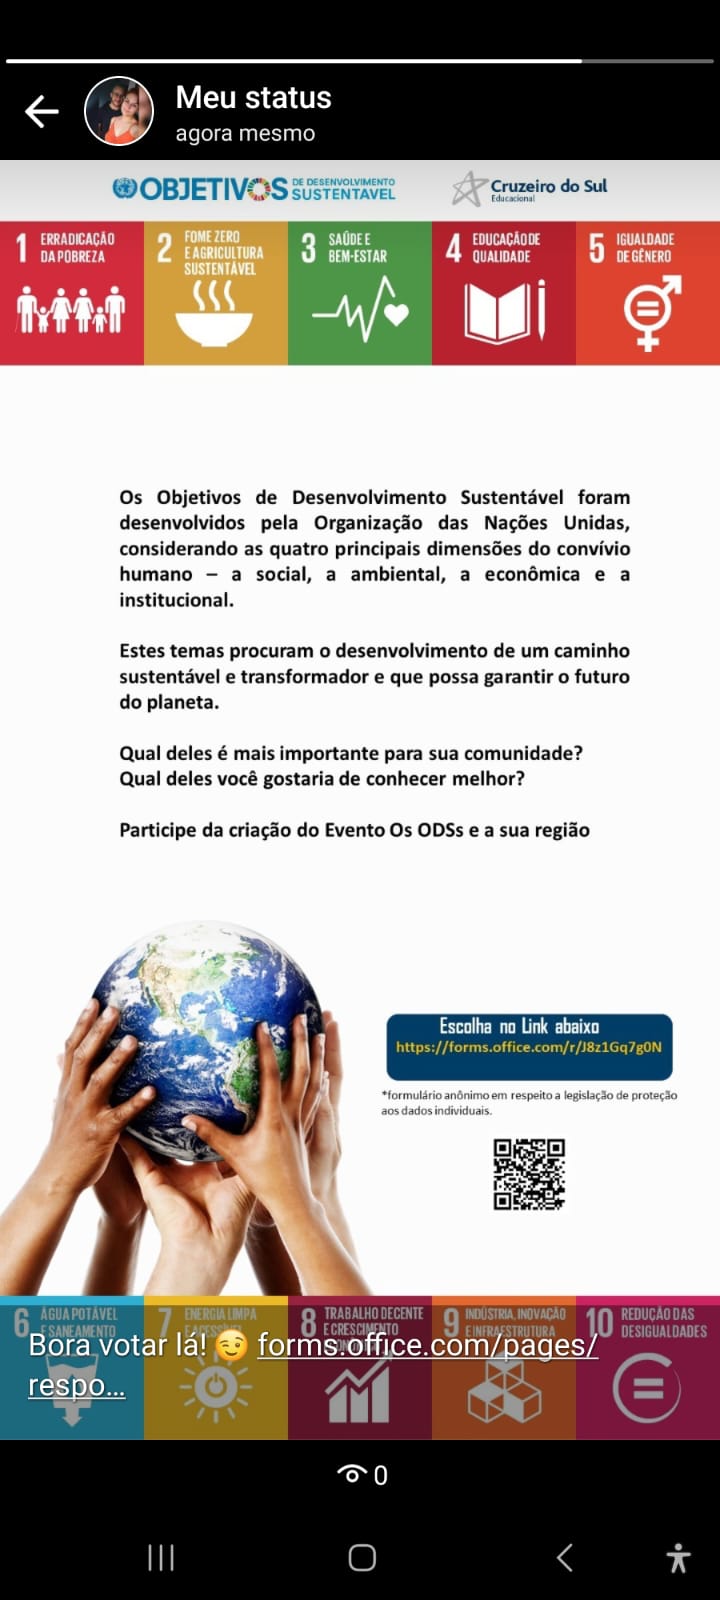 Meu status
agora mesmo
OBJETIVOS DE DESENVOLVIMENTO
SUSTENTAVEL
Cruzeiro do Sul
Educacional
1 ERRADICAÇÃO
DA POBREZA
2 FOME ZERO
E AGRICULTURA
SUSTENTÁVEL
3 SAÚDE E
BEM-ESTAR
4 EDUCAÇÃO DE
QUALIDADE
5 IGUALDADE
DE GÊNERO
Os Objetivos de Desenvolvimento Sustentável foram
desenvolvidos pela Organização das Nações Unidas,
considerando as quatro principais dimensões do convívio
humano – a social, a ambiental, a econômica e a
institucional.
Estes temas procuram o desenvolvimento de um caminho
sustentável e transformador e que possa garantir o futuro
do planeta.
Qual deles é mais importante para sua comunidade?
Qual deles você gostaria de conhecer melhor?
Participe da criação do Evento Os ODSs e a sua região
Escolha no Link abaixo
https://forms.office.com/r/J8z1Gq7g0N
*formulário anônimo em respeito a legislação de proteção
aos dados individuais.
6 ÁGUA POTÁVEL
E SANEAMENTO
7 ENERGIA LIMPA
E ACESSÍVEL
8 TRABALHO DECENTE
E CRESCIMENTO
9 INDÚSTRIA, INOVAÇÃO
E INFRAESTRUTURA
10 REDUÇÃO DAS
DESIGUALDADES
Bora votar lá! 😉 forms.office.com/pages/
respo...
0